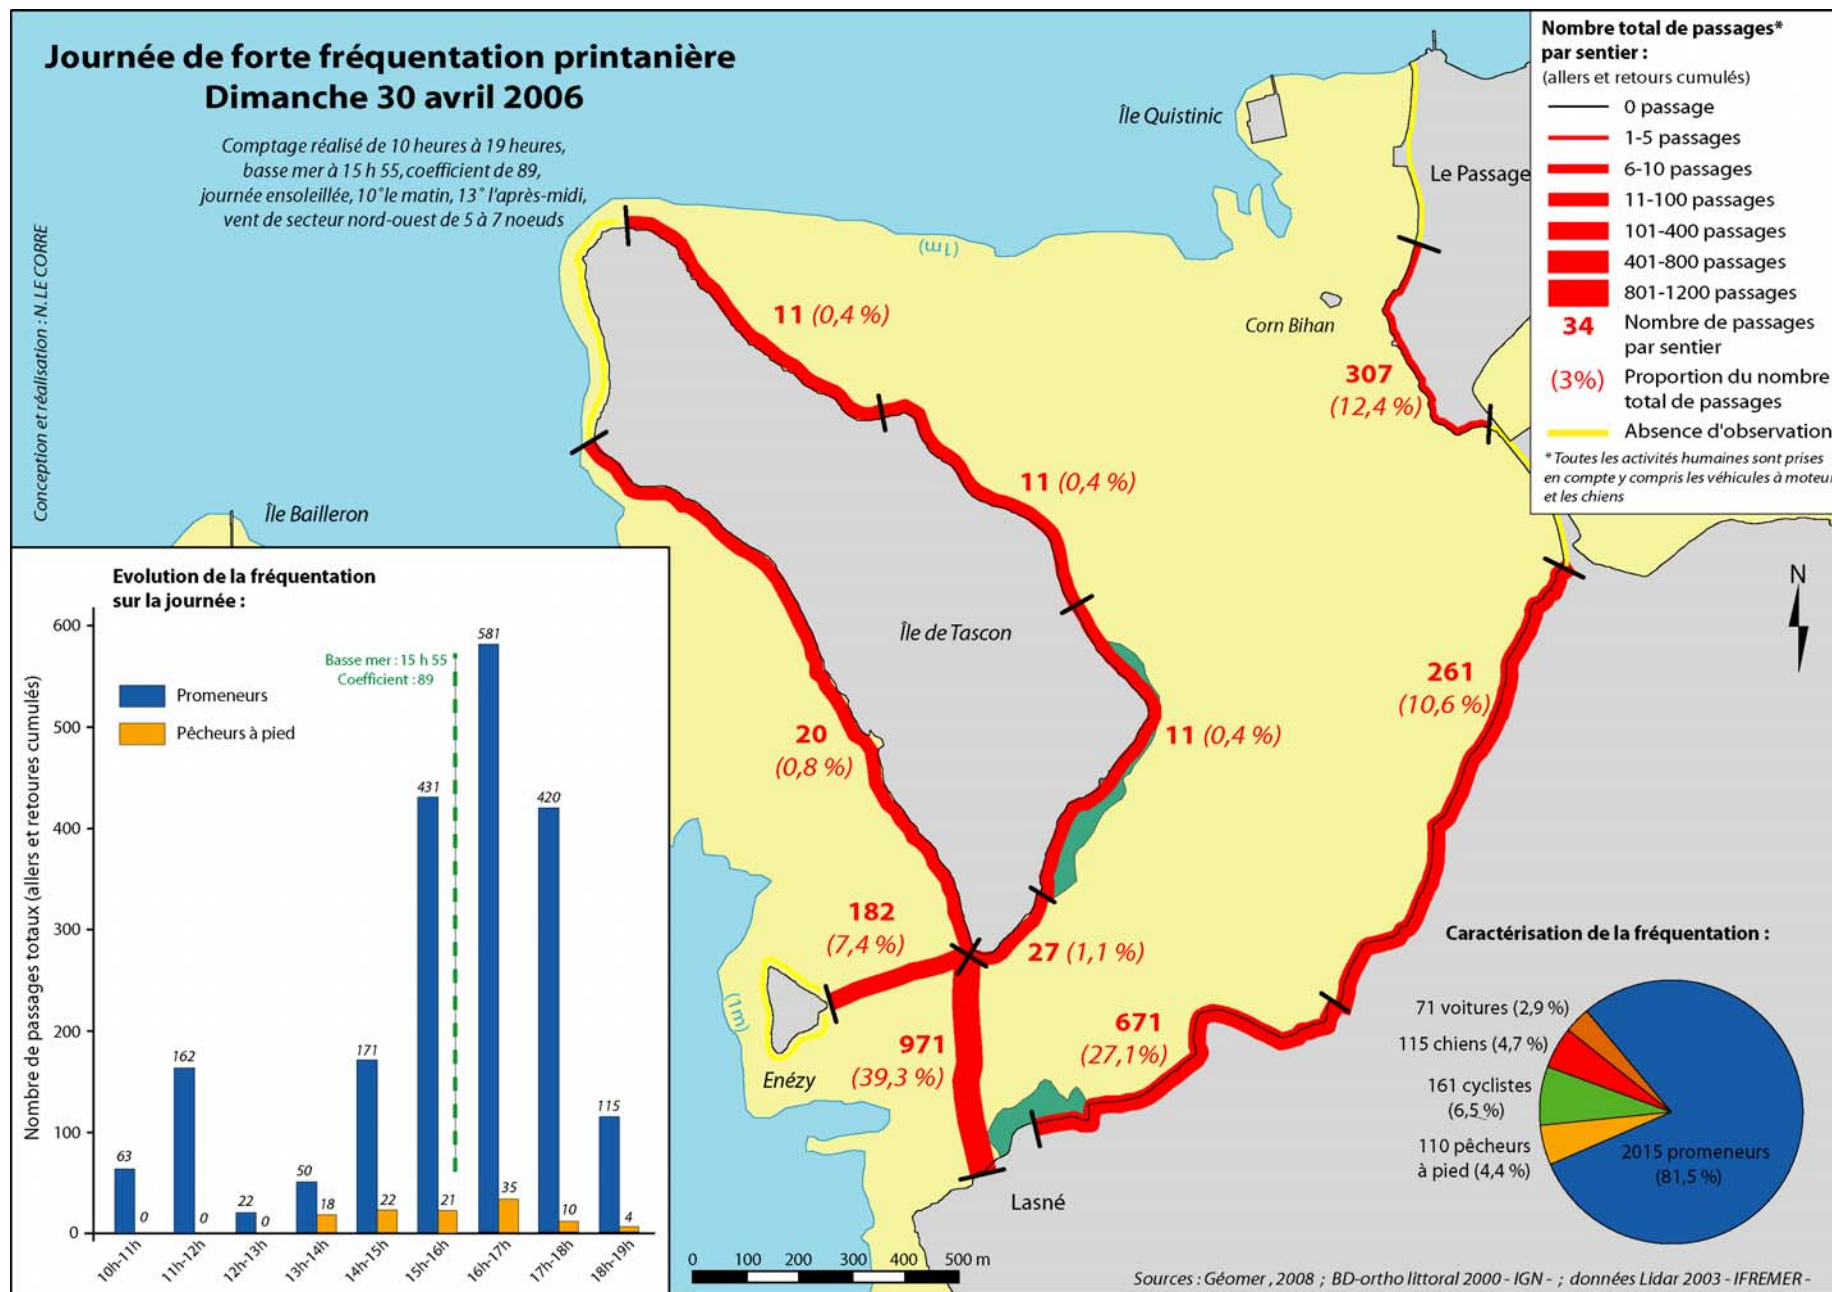 Journée de forte fréquentation printanière
Dimanche 30 avril 2006
Comptage réalisé de 10 heures à 19 heures,
basse mer à 15 h 55, coefficient de 89,
journée ensoleillée, 10° le matin, 13° l'après-midi,
vent de secteur nord-ouest de 5 à 7 noeuds
Conception et réalisation : N. LE CORRE
Nombre total de passages*
par sentier :
(allers et retours cumulés)
0 passage
1-5 passages
6-10 passages
11-100 passages
101-400 passages
401-800 passages
801-1200 passages
34 Nombre de passages
par sentier
(3%) Proportion du nombre
total de passages
Absence d'observation
* Toutes les activités humaines sont prises
en compte y compris les véhicules à moteur
et les chiens
Île Quistinic
Le Passage
(1m)
Corn Bihan
11 (0,4 %)
307
(12,4 %)
11 (0,4 %)
Île Bailleron
Île de Tascon
N
261
(10,6 %)
20
(0,8 %)
11 (0,4 %)
182
(7,4 %)
27 (1,1 %)
(1m)
971
(39,3 %)
671
(27,1%)
Enézy
Lasné
0 100 200 300 400 500 m
Evolution de la fréquentation
sur la journée :
Nombre de passages totaux (allers et retoures cumulés)
600
500
400
300
200
100
0
Promeneurs
Pêcheurs à pied
Basse mer : 15 h 55
Coefficient : 89
63
0
162
0
22
0
50
18
171
22
431
21
581
35
420
10
115
4
10h-11h
11h-12h
12h-13h
13h-14h
14h-15h
15h-16h
16h-17h
17h-18h
18h-19h
Caractérisation de la fréquentation :
71 voitures (2,9 %)
115 chiens (4,7 %)
161 cyclistes
(6,5 %)
110 pêcheurs
à pied (4,4 %)
2015 promeneurs
(81,5 %)
Sources : Géomer , 2008 ; BD-ortho littoral 2000 - IGN - ; données Lidar 2003 - IFREMER -